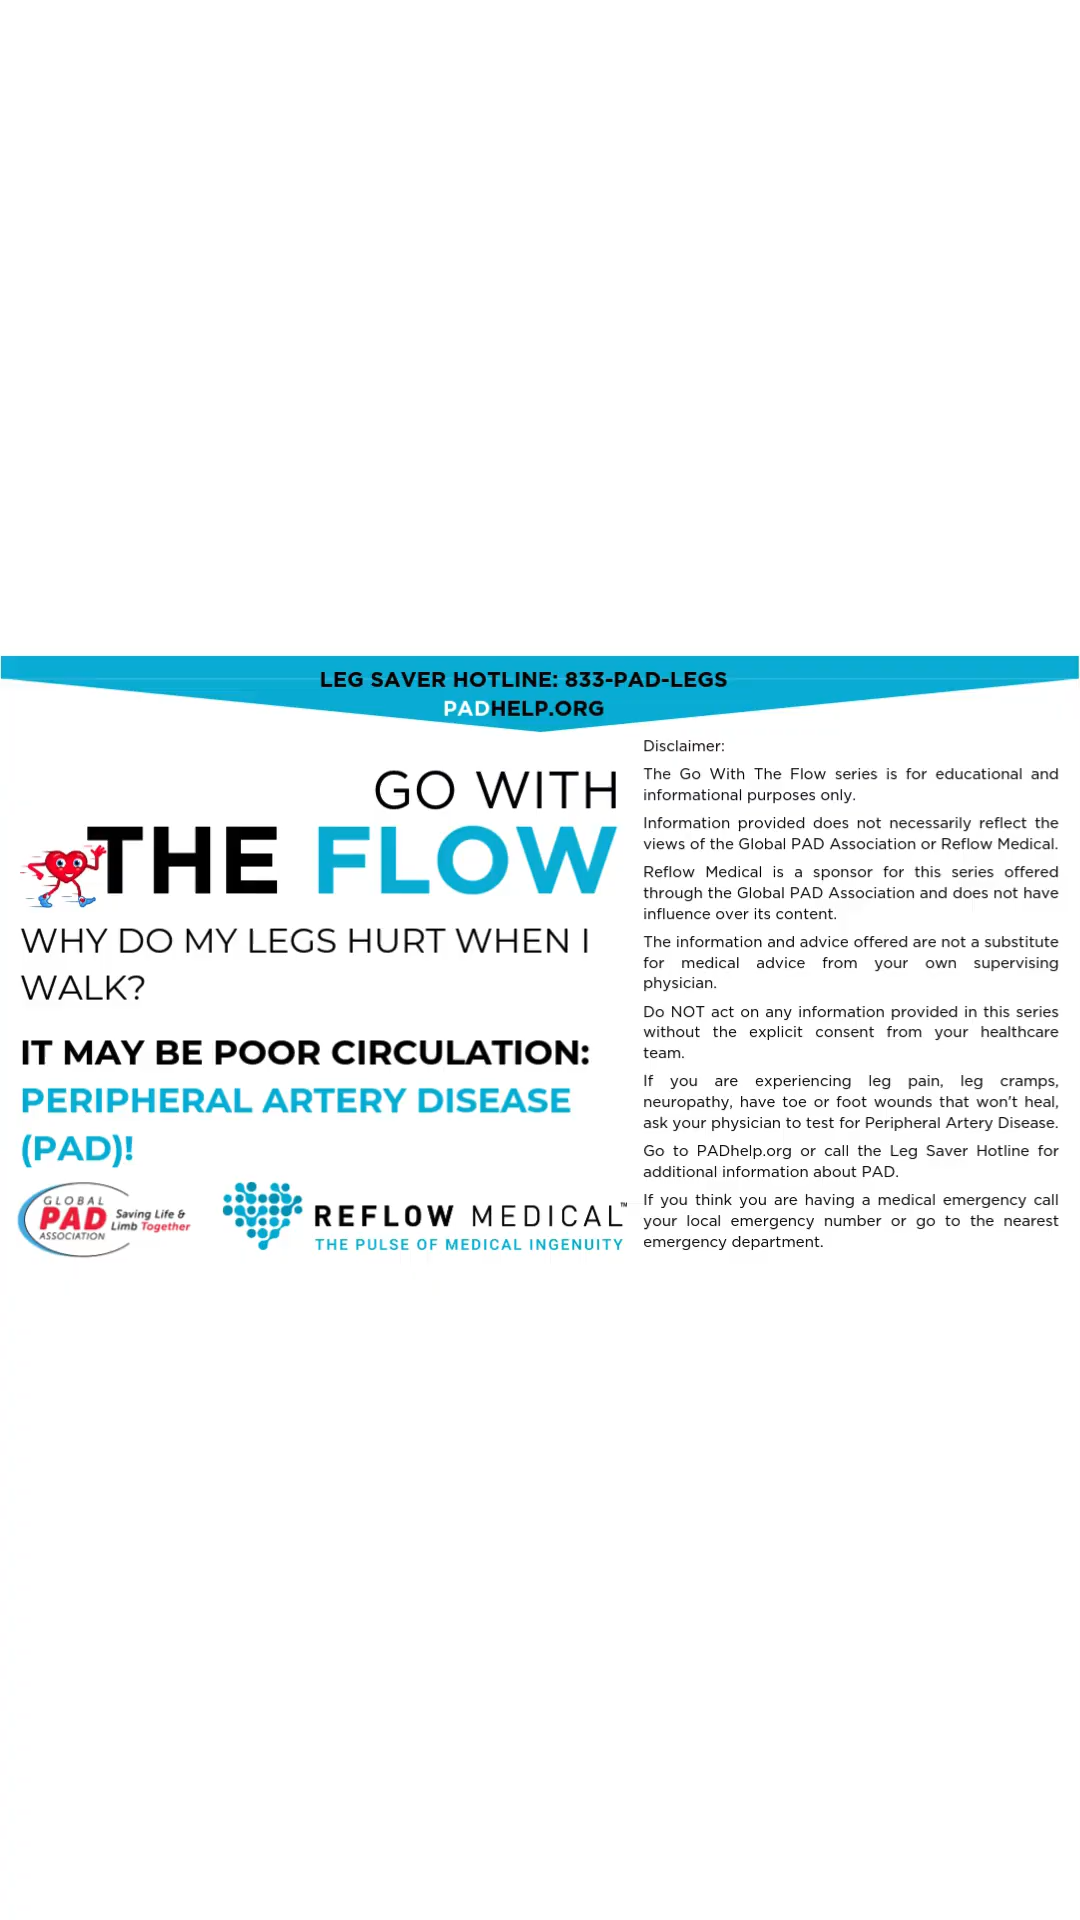 LEG SAVER HOTLINE: 833-PAD-LEGS
PADHELP.ORG
GO WITH
THE FLOW
WHY DO MY LEGS HURT WHEN I
WALK?
IT MAY BE POOR CIRCULATION:
PERIPHERAL ARTERY DISEASE
(PAD)!
GLOBAL
PAD
ASSOCIATION
Saving Life &
Limb Together
REFLOW MEDICAL™
THE PULSE OF MEDICAL INGENUITY
Disclaimer:
The Go With The Flow series is for educational and
informational purposes only.
Information provided does not necessarily reflect the
views of the Global PAD Association or Reflow Medical.
Reflow Medical is a sponsor for this series offered
through the Global PAD Association and does not have
influence over its content.
The information and advice offered are not a substitute
for medical advice from your own supervising
physician.
Do NOT act on any information provided in this series
without the explicit consent from your healthcare
team.
If you are experiencing leg pain, leg cramps,
neuropathy, have toe or foot wounds that won't heal,
ask your physician to test for Peripheral Artery Disease.
Go to PADhelp.org or call the Leg Saver Hotline for
additional information about PAD.
If you think you are having a medical emergency call
your local emergency number or go to the nearest
emergency department.